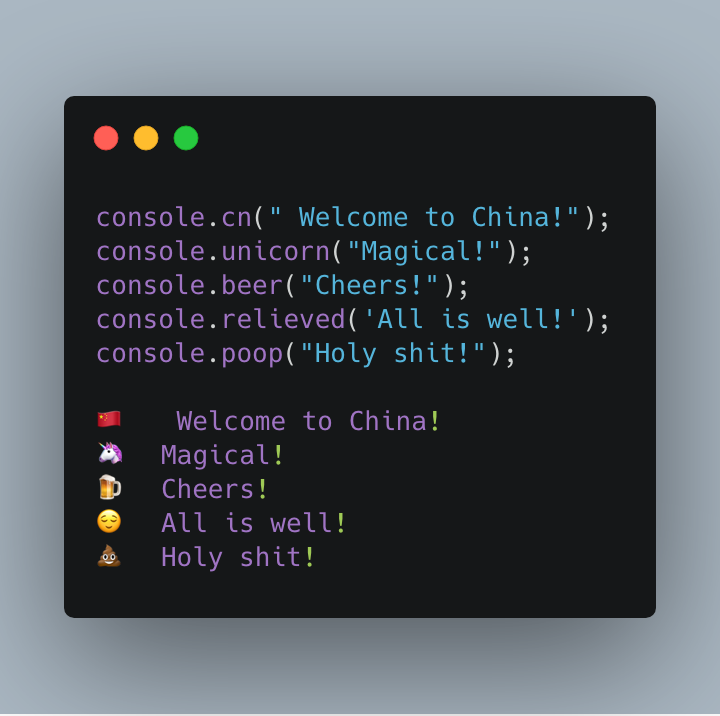 console.cn(" Welcome to China!");
console.unicorn("Magical!");
console.beer("Cheers!");
console.relieved('All is well!');
console.poop("Holy shit!");
🇨🇳   Welcome to China!
🦄  Magical!
🍺  Cheers!
😌  All is well!
💩  Holy shit!